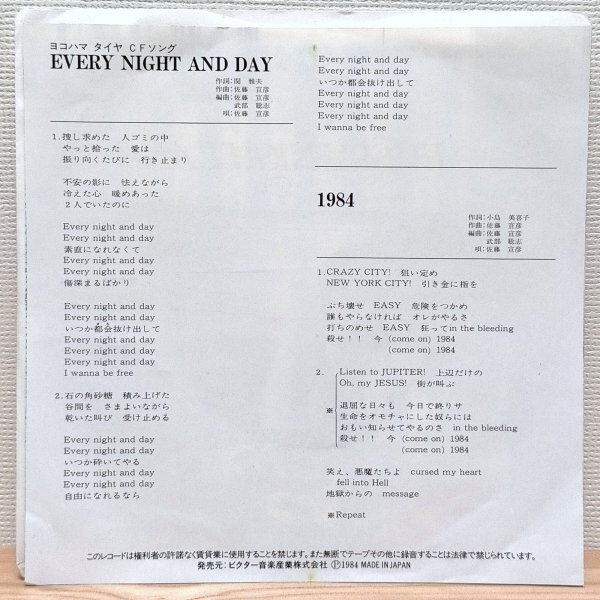 ヨコハマ タイヤ CFソング
EVERY NIGHT AND DAY
作詞：関 雅夫
作曲：佐藤 宣彦
編曲：佐藤 宣彦
武部 聡志
唄：佐藤 宣彦
1.捜し求めた 人ゴミの中
やっと拾った 愛は
振り向くたびに 行き止まり
不安の影に 怯えながら
冷えた心 暖めあった
2人でいたのに
Every night and day
Every night and day
素直になれなくて
Every night and day
Every night and day
傷深まるばかり
Every night and day
Every night and day
いつか都会抜け出して
Every night and day
Every night and day
I wanna be free
2.石の角砂糖 積み上げた
谷間を さまよいながら
乾いた叫び 受け止める
Every night and day
Every night and day
いつか砕いてやる
Every night and day
Every night and day
自由になれるなら
Every night and day
Every night and day
いつか都会抜け出して
Every night and day
Every night and day
I wanna be free
1984
作詞：小島 美喜子
作曲：佐藤 宣彦
編曲：佐藤 宣彦
武部 聡志
唄：佐藤 宣彦
1.CRAZY CITY! 狙い定め
NEW YORK CITY! 引き金に指を
ぶち壊せ EASY 危険をつかめ
誰もやらなければ オレがやるさ
打ちのめせ EASY 狂ってin the bleeding
殺せ！！ 今 (come on) 1984
(come on) 1984
2. Listen to JUPITER! 上辺だけの
Oh, my JESUS! 街が叫ぶ
※ 退屈な日々も 今日で終りサ
生命をオモチャにした奴らには
おもい知らせてやるのさ in the bleeding
殺せ！！ 今 (come on) 1984
(come on) 1984
笑え、悪魔たちよ cursed my heart
fell into Hell
地獄からの message
※Repeat
このレコードは権利者の許諾なく賃貸業に使用することを禁じます。また無断でテープその他に録音することは法律で禁じられています。
発売元：ビクター音楽産業株式会社 Ⓟ1984 MADE IN JAPAN